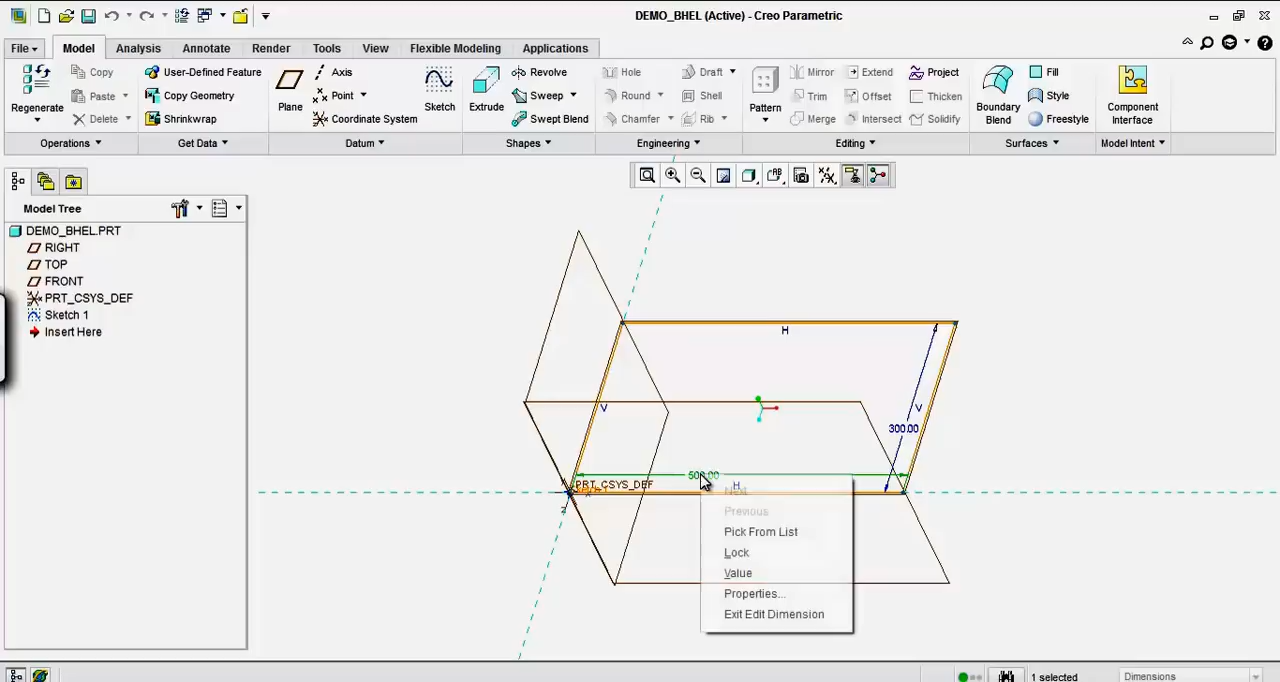 DEMO_BHEL (Active) - Creo Parametric
File Model Analysis Annotate Render Tools View Flexible Modeling Applications
Regenerate
Copy
Paste
Delete
User-Defined Feature
Copy Geometry
Shrinkwrap
Plane
Axis
Point
Coordinate System
Sketch
Extrude
Revolve
Sweep
Swept Blend
Hole
Round
Chamfer
Draft
Shell
Rib
Pattern
Mirror
Trim
Merge
Extend
Offset
Intersect
Project
Thicken
Solidify
Boundary
Blend
Fill
Style
Freestyle
Component
Interface
Operations Get Data Datum Shapes Engineering Editing Surfaces Model Intent
Model Tree
DEMO_BHEL.PRT
RIGHT
TOP
FRONT
PRT_CSYS_DEF
Sketch 1
Insert Here
H
V
V
300.00
PRT_CSYS_DEF
H
Next
Previous
Pick From List
Lock
Value
Properties...
Exit Edit Dimension
1 selected
Dimensions